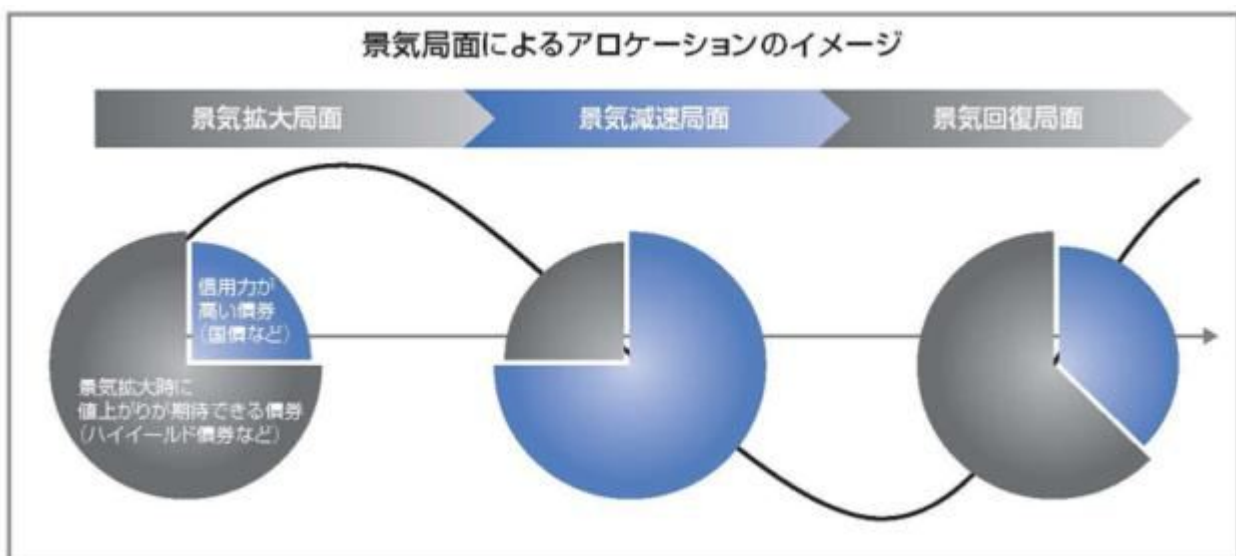 景気局面によるアロケーションのイメージ
景気拡大局面
景気減速局面
景気回復局面
信用力が
高い債券
(国債など)
景気拡大時に
値上がりが期待できる債券
(ハイイールド債券など)